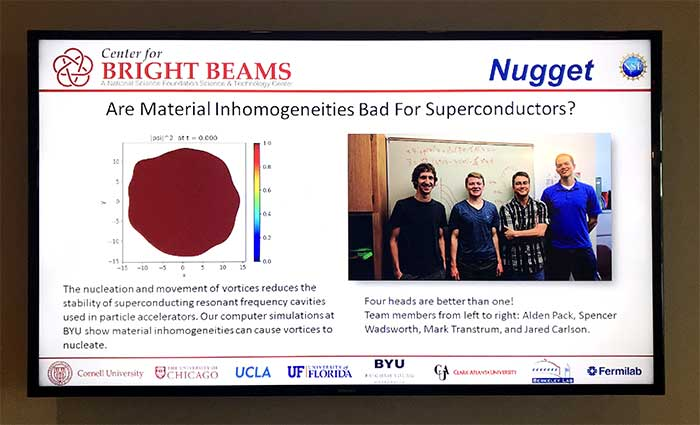 Center for
BRIGHT BEAMS
A National Science Foundation Science & Technology Center
Nugget
NSF
Are Material Inhomogeneities Bad For Superconductors?
|psi|^2 at t = 0.000
10
5
0
-5
-10
-15
y
-15 -10 -5 0 5 10 15
x
1.0
0.8
0.6
0.4
0.2
0.0
The nucleation and movement of vortices reduces the
stability of superconducting resonant frequency cavities
used in particle accelerators. Our computer simulations at
BYU show material inhomogeneities can cause vortices to
nucleate.
Four heads are better than one!
Team members from left to right: Alden Pack, Spencer
Wadsworth, Mark Transtrum, and Jared Carlson.
Cornell University
THE UNIVERSITY OF
CHICAGO
UCLA
UF UNIVERSITY of
FLORIDA
BYU
CLARK ATLANTA UNIVERSITY
BERKELEY LAB
Fermilab